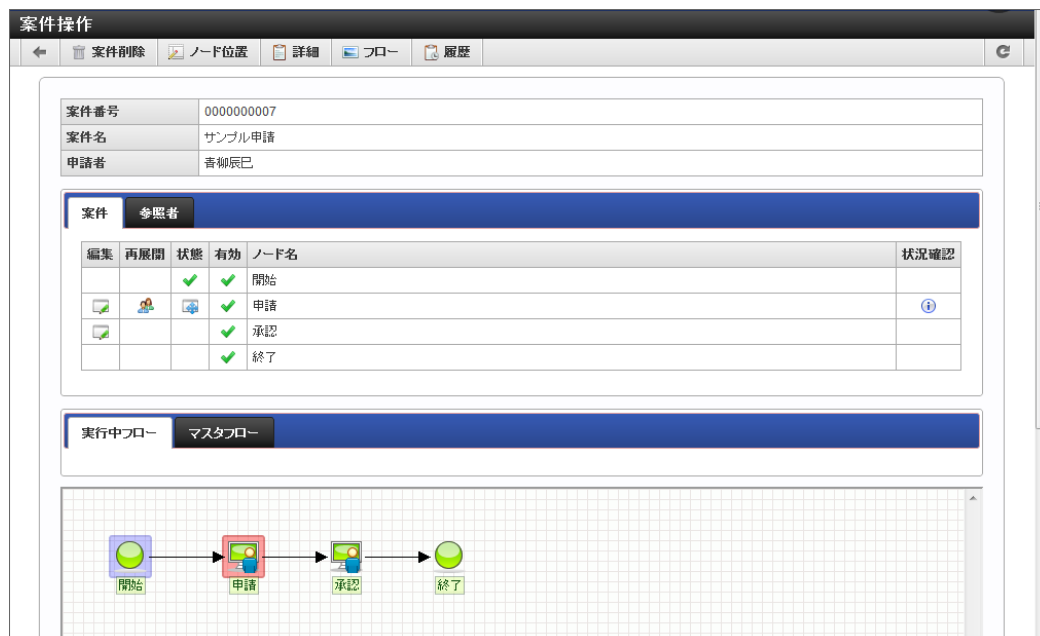 案件操作
案件削除 ノード位置 詳細 フロー 履歴
案件番号 0000000007
案件名 サンプル申請
申請者 青柳辰巳
案件 参照者
編集 再展開 状態 有効 ノード名 状況確認
開始
申請
承認
終了
実行中フロー マスタフロー
開始 申請 承認 終了